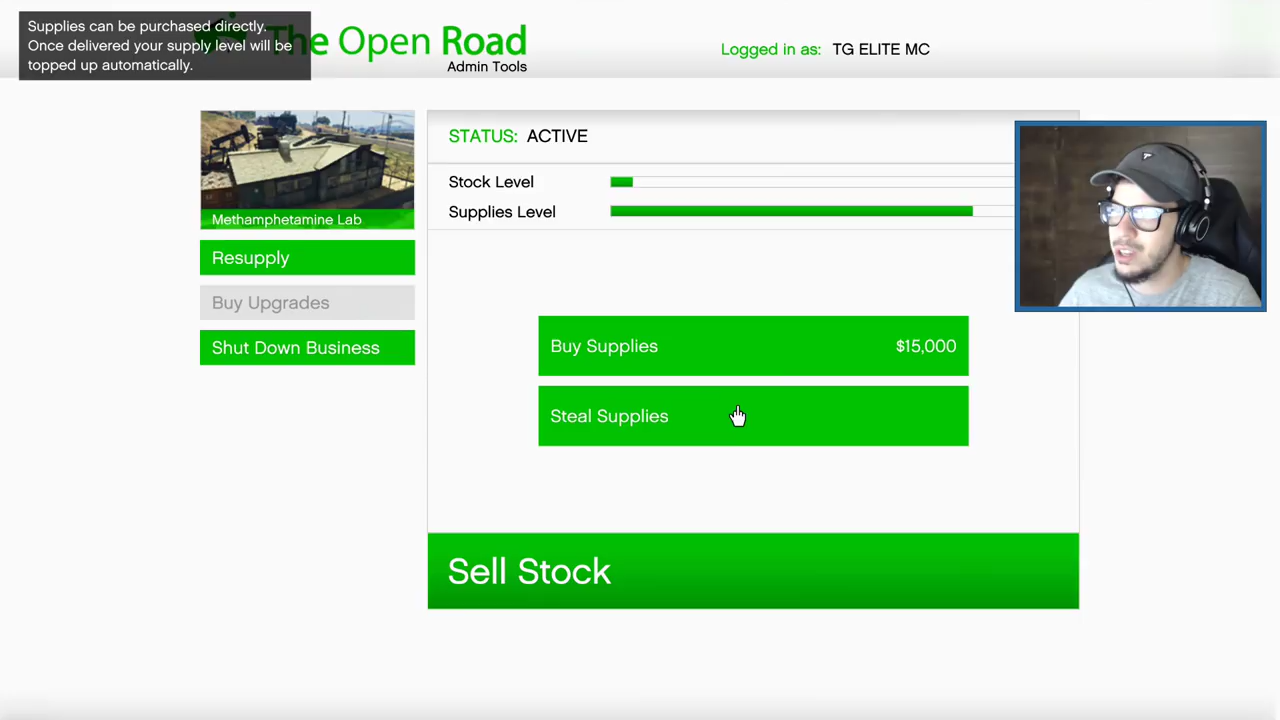 Supplies can be purchased directly.
Once delivered your supply level will be
topped up automatically.
The Open Road
Admin Tools
Logged in as: TG ELITE MC
Methamphetamine Lab
Resupply
Buy Upgrades
Shut Down Business
STATUS: ACTIVE
Stock Level
Supplies Level
Buy Supplies $15,000
Steal Supplies
Sell Stock